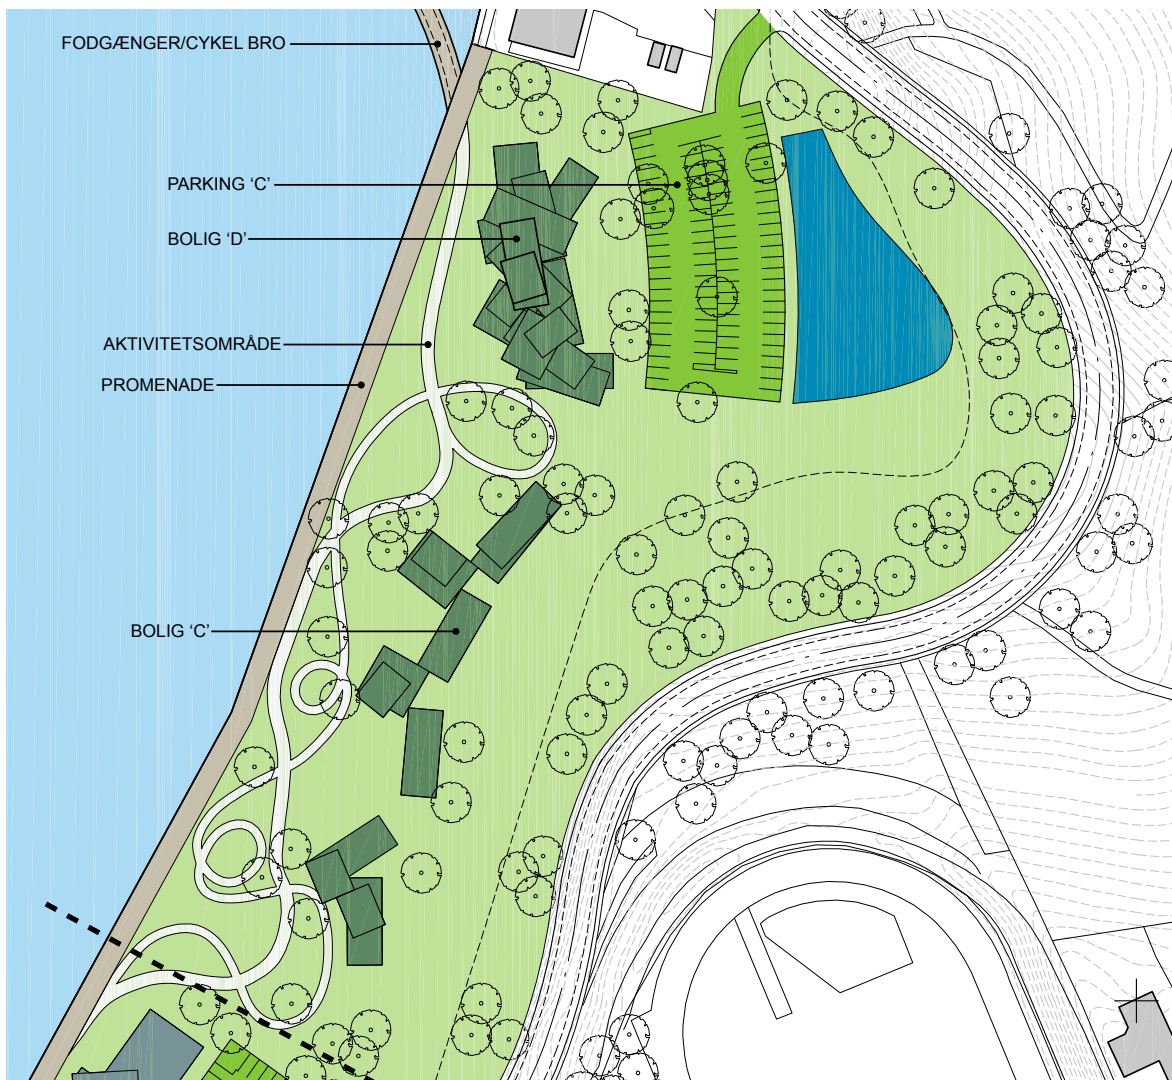 FODGÆNGER/CYKEL BRO
PARKING ‘C’
BOLIG ‘D’
AKTIVITETSOMRÅDE
PROMENADE
BOLIG ‘C’